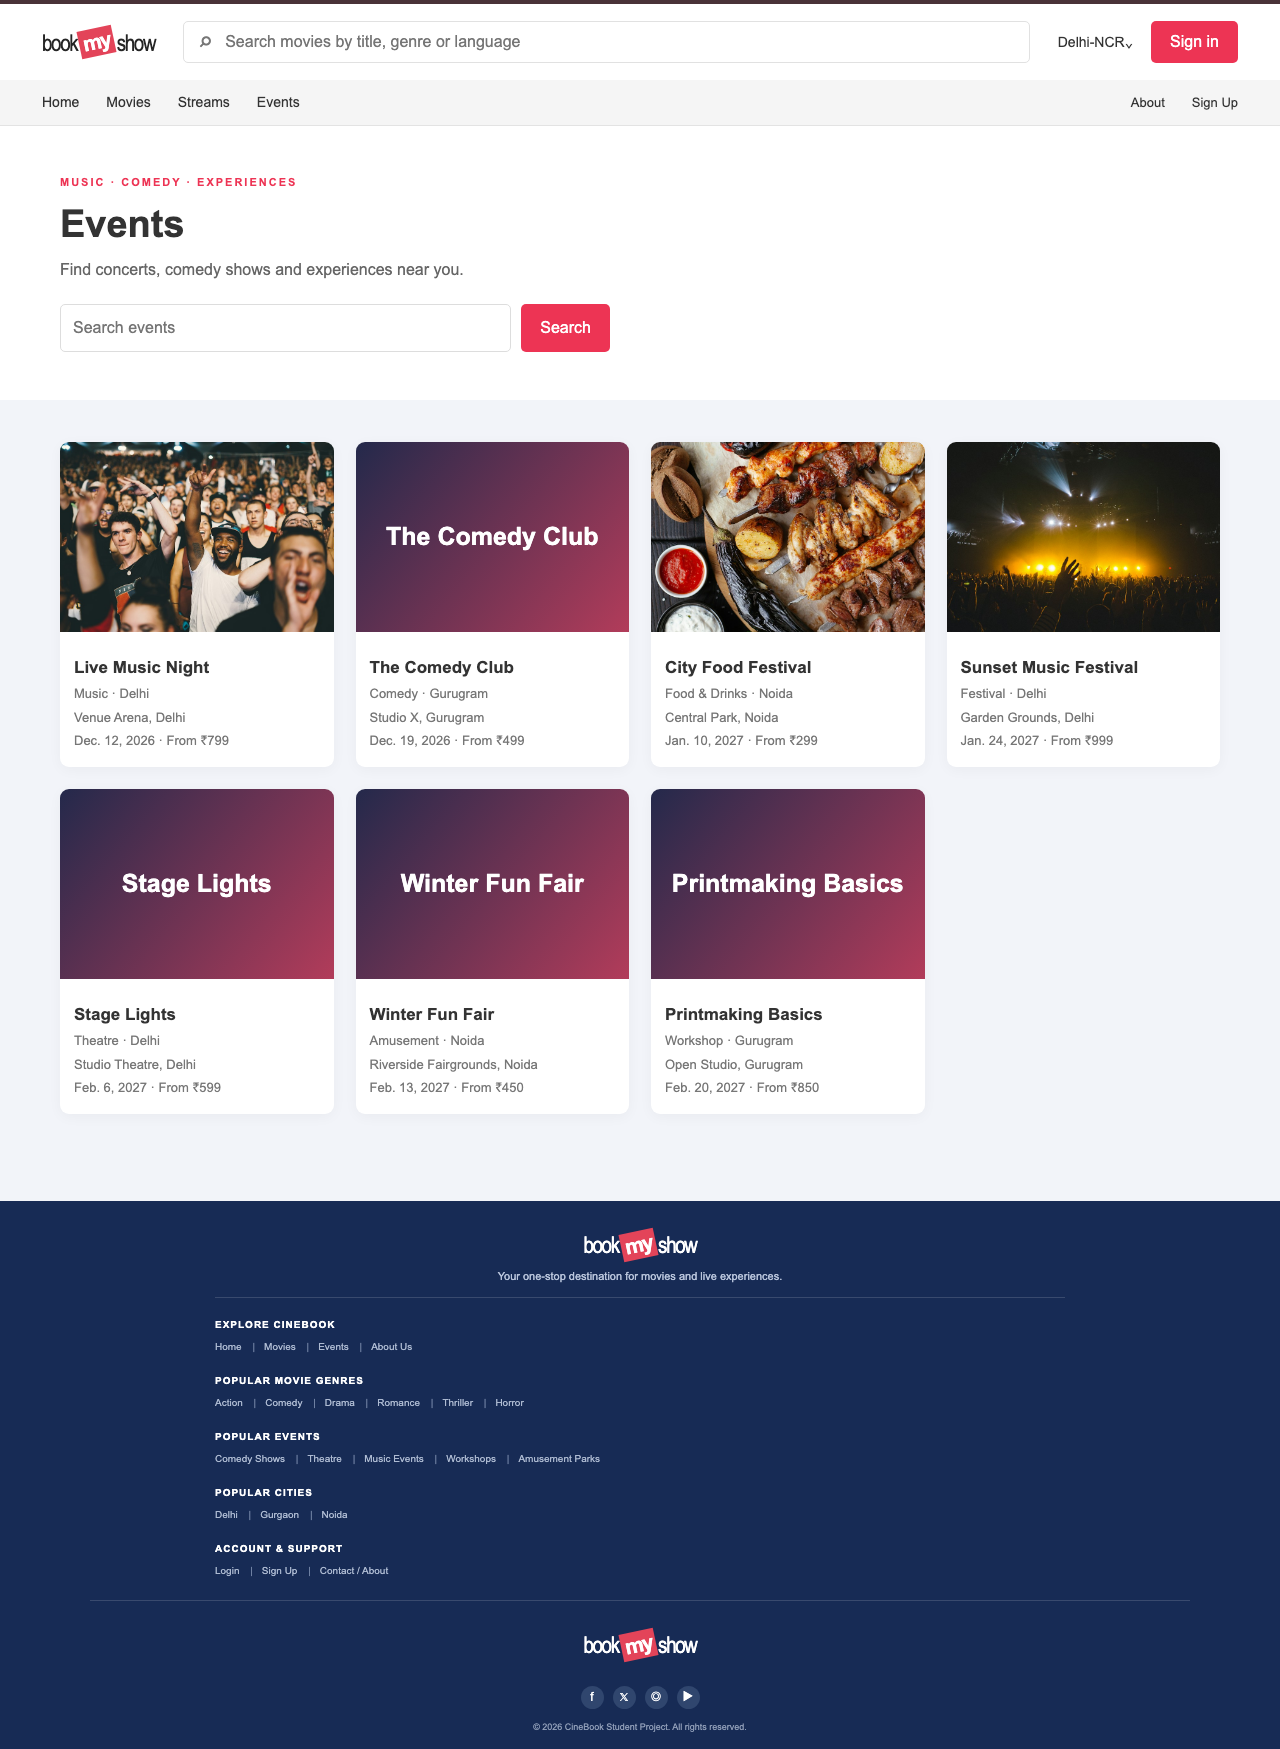 bookmyshow
Search movies by title, genre or language
Delhi-NCR
Sign in
Home Movies Streams Events
About Sign Up
MUSIC · COMEDY · EXPERIENCES
Events
Find concerts, comedy shows and experiences near you.
Search events
Search
The Comedy Club
Live Music Night
Music · Delhi
Venue Arena, Delhi
Dec. 12, 2026 · From ₹799
The Comedy Club
Comedy · Gurugram
Studio X, Gurugram
Dec. 19, 2026 · From ₹499
City Food Festival
Food & Drinks · Noida
Central Park, Noida
Jan. 10, 2027 · From ₹299
Sunset Music Festival
Festival · Delhi
Garden Grounds, Delhi
Jan. 24, 2027 · From ₹999
Stage Lights
Winter Fun Fair
Printmaking Basics
Stage Lights
Theatre · Delhi
Studio Theatre, Delhi
Feb. 6, 2027 · From ₹599
Winter Fun Fair
Amusement · Noida
Riverside Fairgrounds, Noida
Feb. 13, 2027 · From ₹450
Printmaking Basics
Workshop · Gurugram
Open Studio, Gurugram
Feb. 20, 2027 · From ₹850
bookmyshow
Your one-stop destination for movies and live experiences.
EXPLORE CINEBOOK
Home | Movies | Events | About Us
POPULAR MOVIE GENRES
Action | Comedy | Drama | Romance | Thriller | Horror
POPULAR EVENTS
Comedy Shows | Theatre | Music Events | Workshops | Amusement Parks
POPULAR CITIES
Delhi | Gurgaon | Noida
ACCOUNT & SUPPORT
Login | Sign Up | Contact / About
bookmyshow
f 𝕏
© 2026 CineBook Student Project. All rights reserved.